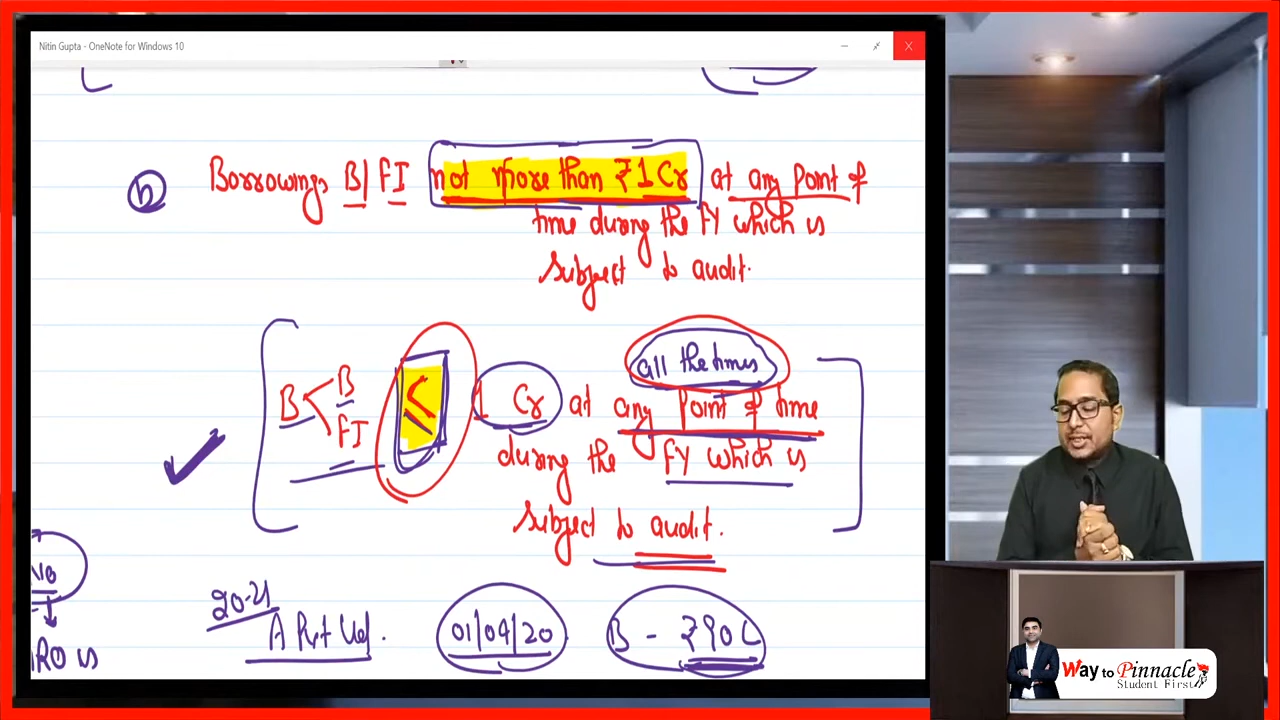 Nitin Gupta - OneNote for Windows 10
(b) Borrowings B/FI not more than ₹1 Cr at any point of
time during the FY which is
subject to audit.
all the times
B B FI ≤ 1 Cr at any point of time
during the FY which is
subject to audit.
20-21
A Pvt Ltd. 01/04/20 B - ₹90L
RO is
Way to Pinnacle
Student First